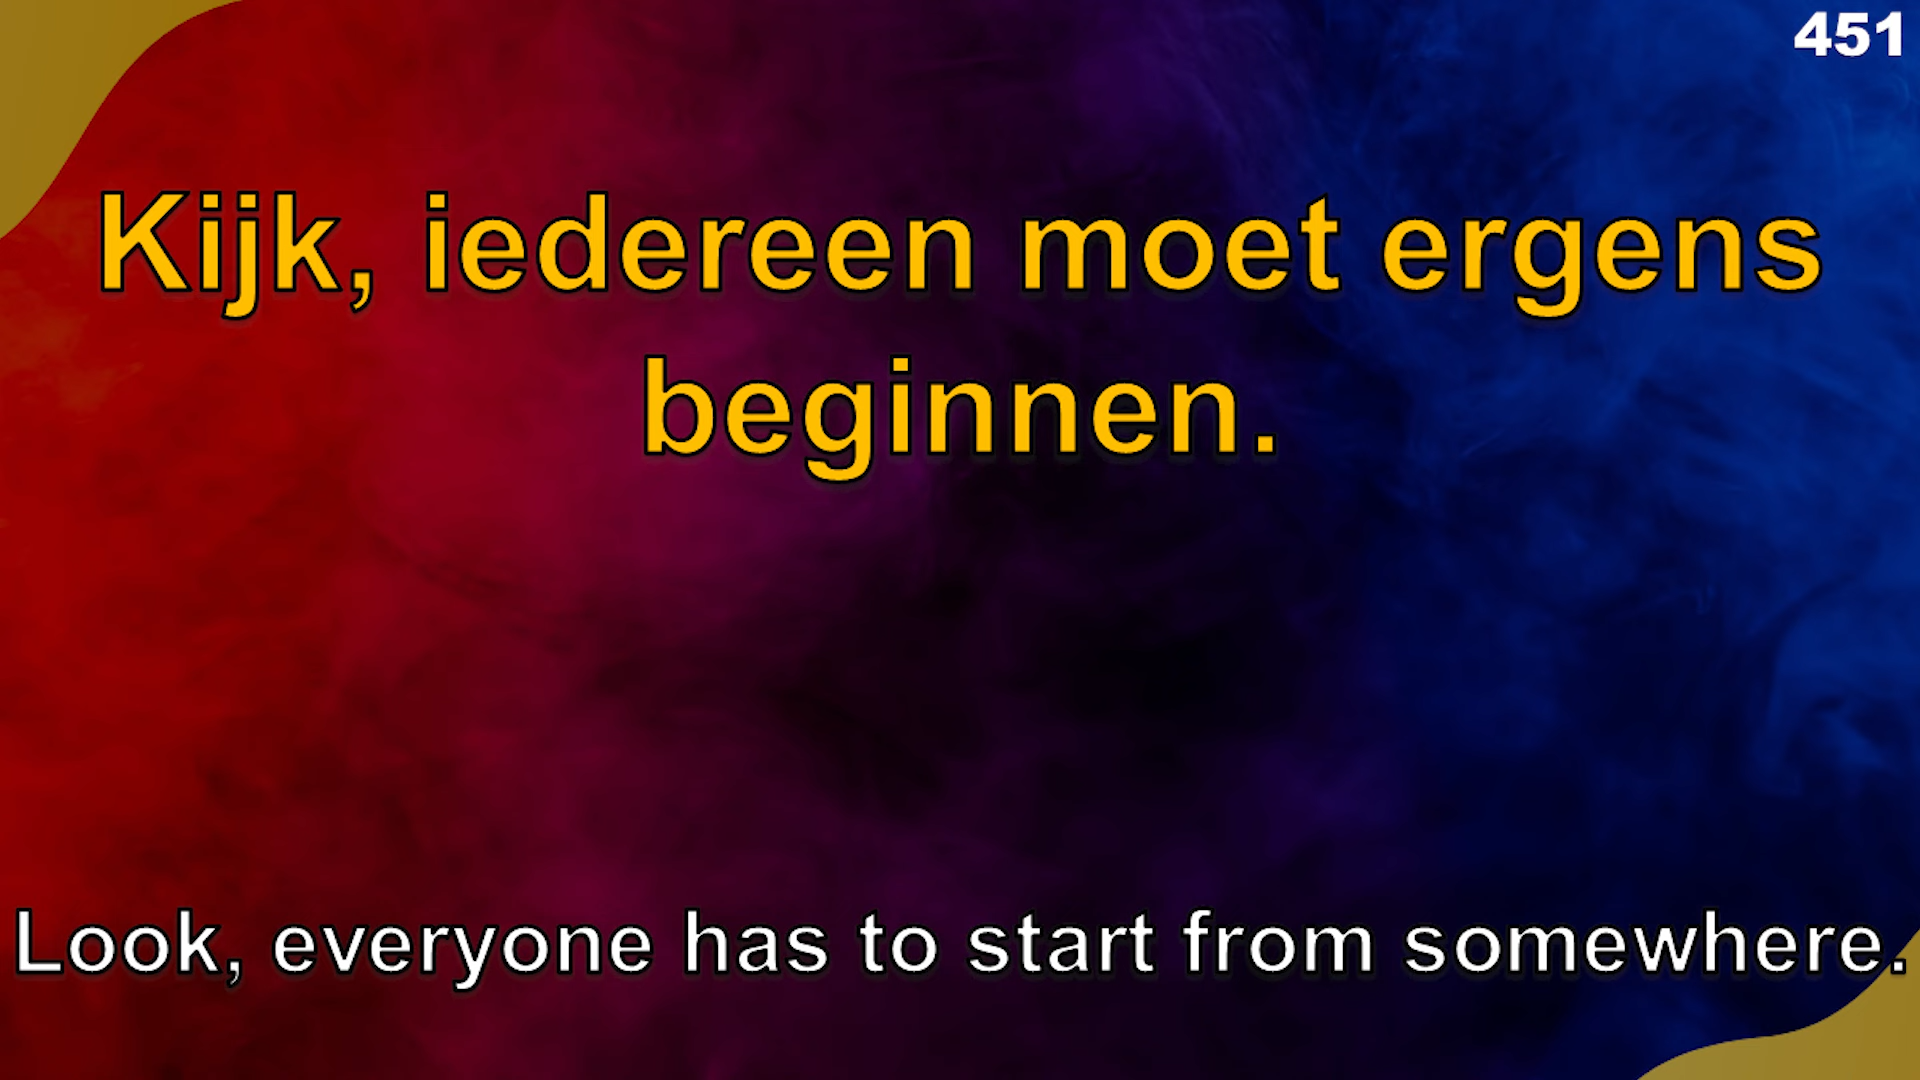 451
Kijk, iedereen moet ergens
beginnen.
Look, everyone has to start from somewhere.